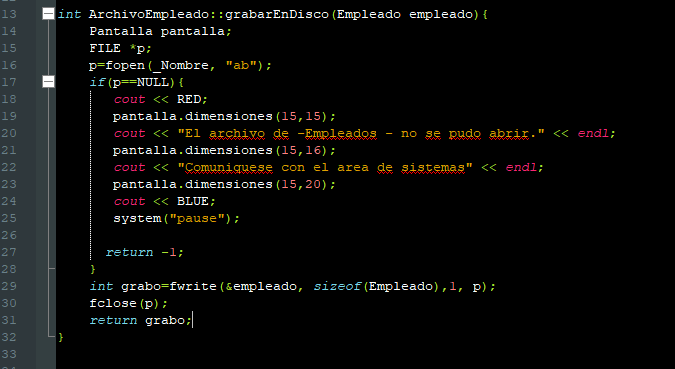 13 int ArchivoEmpleado::grabarEnDisco(Empleado empleado){
14 Pantalla pantalla;
15 FILE *p;
16 p=fopen(_Nombre, "ab");
17 if(p==NULL){
18 cout << RED;
19 pantalla.dimensiones(15,15);
20 cout << "El archivo de -Empleados - no se pudo abrir." << endl;
21 pantalla.dimensiones(15,16);
22 cout << "Comuniquese con el area de sistemas" << endl;
23 pantalla.dimensiones(15,20);
24 cout << BLUE;
25 system("pause");
26
27 return -1;
28 }
29 int grabo=fwrite(&empleado, sizeof(Empleado),1, p);
30 fclose(p);
31 return grabo;
32 }
33